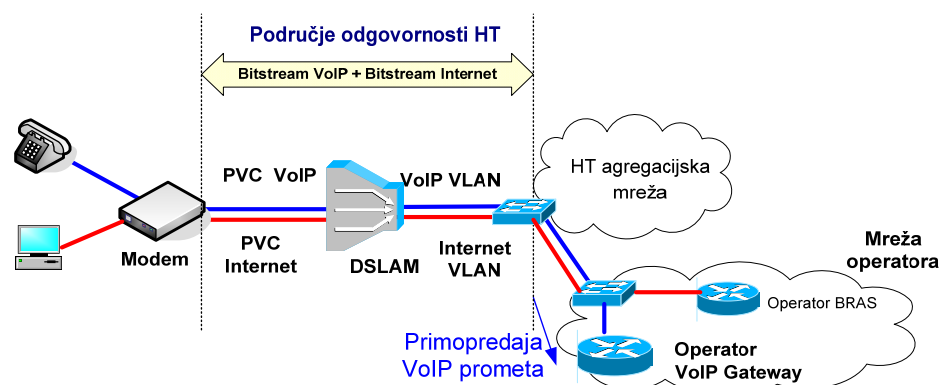 Područje odgovornosti HT
Bitstream VoIP + Bitstream Internet
HT agregacijska
mreža
PVC VoIP
VoIP VLAN
PVC
Internet
Internet
VLAN
Modem
DSLAM
Mreža
operatora
Operator BRAS
Primopredaja
VoIP prometa
Operator
VoIP Gateway